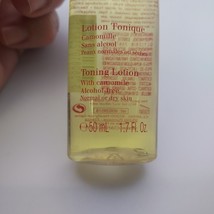 Lotion Tonique
Camomille
Sans alcool
Toning Lotion
With camomile
Alcohol-free
Normal or dry skin
e 50 mL 1.7 Fl. Oz